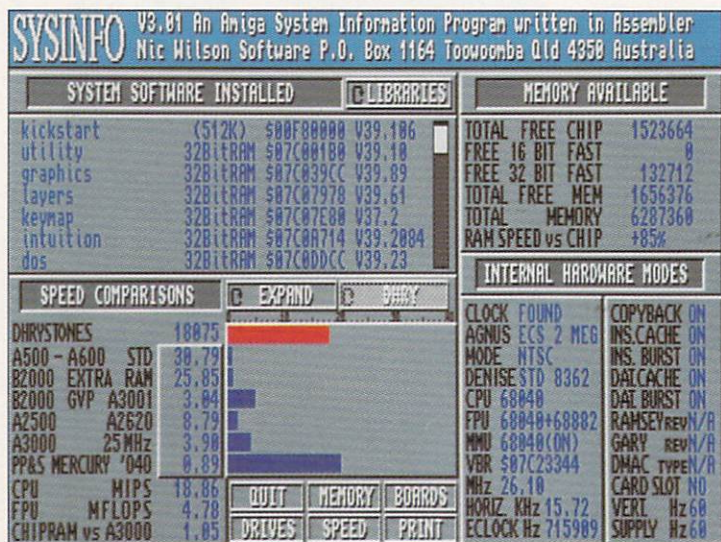 SYSINFO
V3.01 An Amiga System Information Program written in Assembler
Nic Wilson Software P.O. Box 1164 Toowoomba Qld 4350 Australia
SYSTEM SOFTWARE INSTALLED
LIBRARIES
kickstart (512K) $00F80000 V39.106
utility 32BitRAM $07C00180 V39.10
graphics 32BitRAM $07C039CC V39.89
layers 32BitRAM $07C07978 V39.61
keymap 32BitRAM $07C07E80 V37.2
intuition 32BitRAM $07C0A714 V39.2084
dos 32BitRAM $07C0DDCC V39.23
MEMORY AVAILABLE
TOTAL FREE CHIP 1523664
FREE 16 BIT FAST 0
FREE 32 BIT FAST 132712
TOTAL FREE MEM 1656376
TOTAL MEMORY 6287360
RAM SPEED vs CHIP +85%
SPEED COMPARISONS
EXPAND
DHRY
DHRYSTONES 18075
A500-A600 STD 30.79
B2000 EXTRA RAM 25.85
B2000 GVP A3001 3.04
A2500 A2620 8.79
A3000 25MHz 3.90
PP&S MERCURY '040 0.89
CPU MIPS 18.86
FPU MFLOPS 4.78
CHIPRAM vs A3000 1.05
QUIT MEMORY BOARDS
DRIVES SPEED PRINT
INTERNAL HARDWARE MODES
CLOCK FOUND
AGNUS ECS 2 MEG
MODE NTSC
DENISE STD 8362
CPU 68040
FPU 68040+68882
MMU 68040(ON)
VBR $07C23344
MHz 26.10
HORIZ. KHz 15.72
ECLOCK Hz 715909
COPYBACK ON
INS.CACHE ON
INS. BURST ON
DAT.CACHE ON
DAT.BURST ON
RAMSEY REV N/A
GARY REV N/A
DMAC TYPE N/A
CARD SLOT NO
VERT. Hz 60
SUPPLY Hz 60